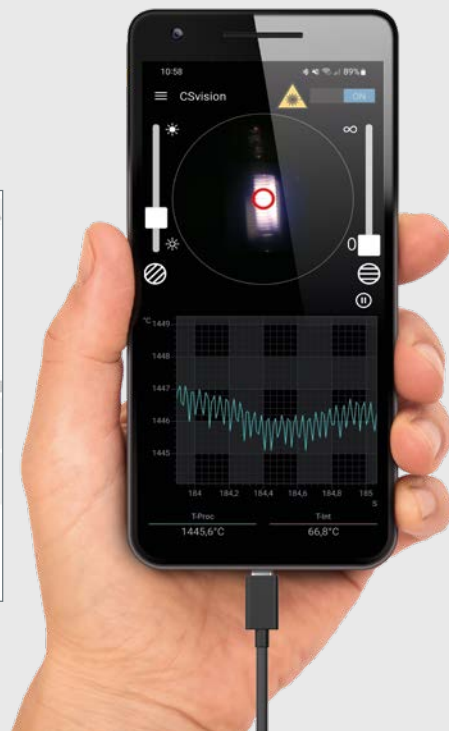 10:58
89%
CSvision
ON
∞
0
°C
1449
1448
1447
1446
1445
184
184,2
184,4
184,6
184,8
185
S
T-Proc
T-Int
1445,6°C
66,8°C